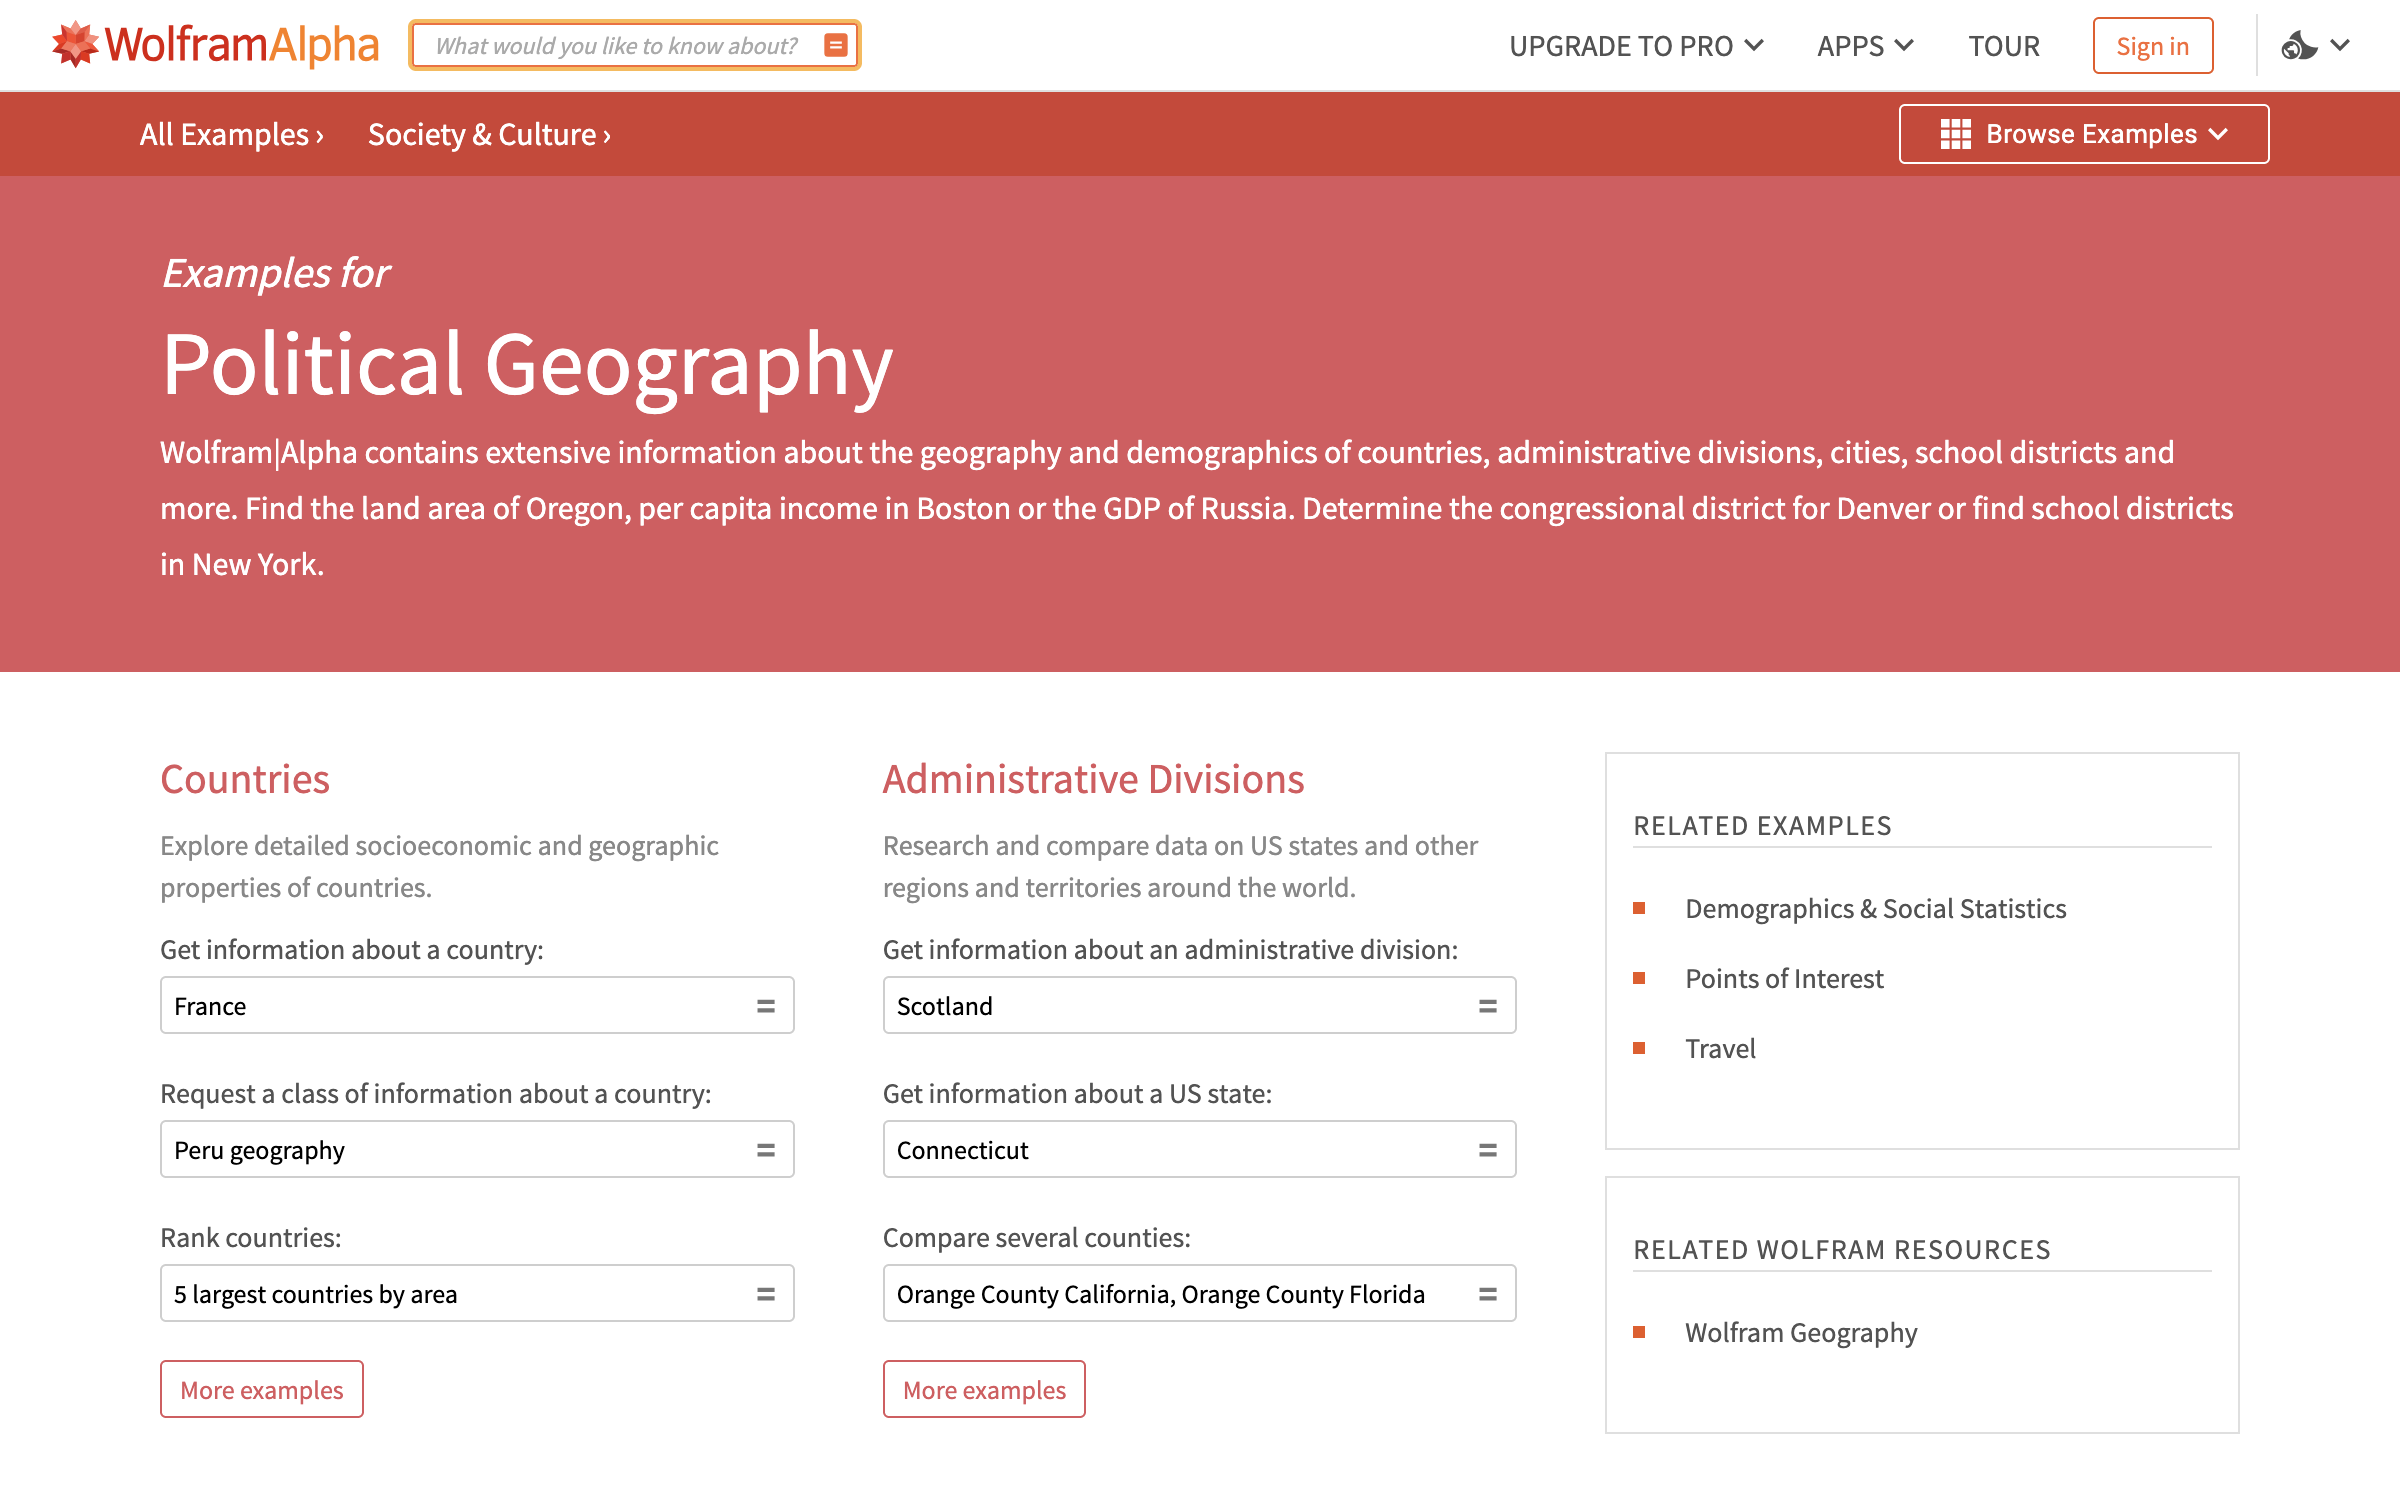 WolframAlpha
What would you like to know about?
UPGRADE TO PRO
APPS
TOUR
Sign in
All Examples ›
Society & Culture ›
Browse Examples
Examples for
Political Geography
Wolfram|Alpha contains extensive information about the geography and demographics of countries, administrative divisions, cities, school districts and
more. Find the land area of Oregon, per capita income in Boston or the GDP of Russia. Determine the congressional district for Denver or find school districts
in New York.
Countries
Explore detailed socioeconomic and geographic
properties of countries.
Get information about a country:
France
=
Request a class of information about a country:
Peru geography
=
Rank countries:
5 largest countries by area
=
More examples
Administrative Divisions
Research and compare data on US states and other
regions and territories around the world.
Get information about an administrative division:
Scotland
=
Get information about a US state:
Connecticut
=
Compare several counties:
Orange County California, Orange County Florida
=
More examples
RELATED EXAMPLES
Demographics & Social Statistics
Points of Interest
Travel
RELATED WOLFRAM RESOURCES
Wolfram Geography